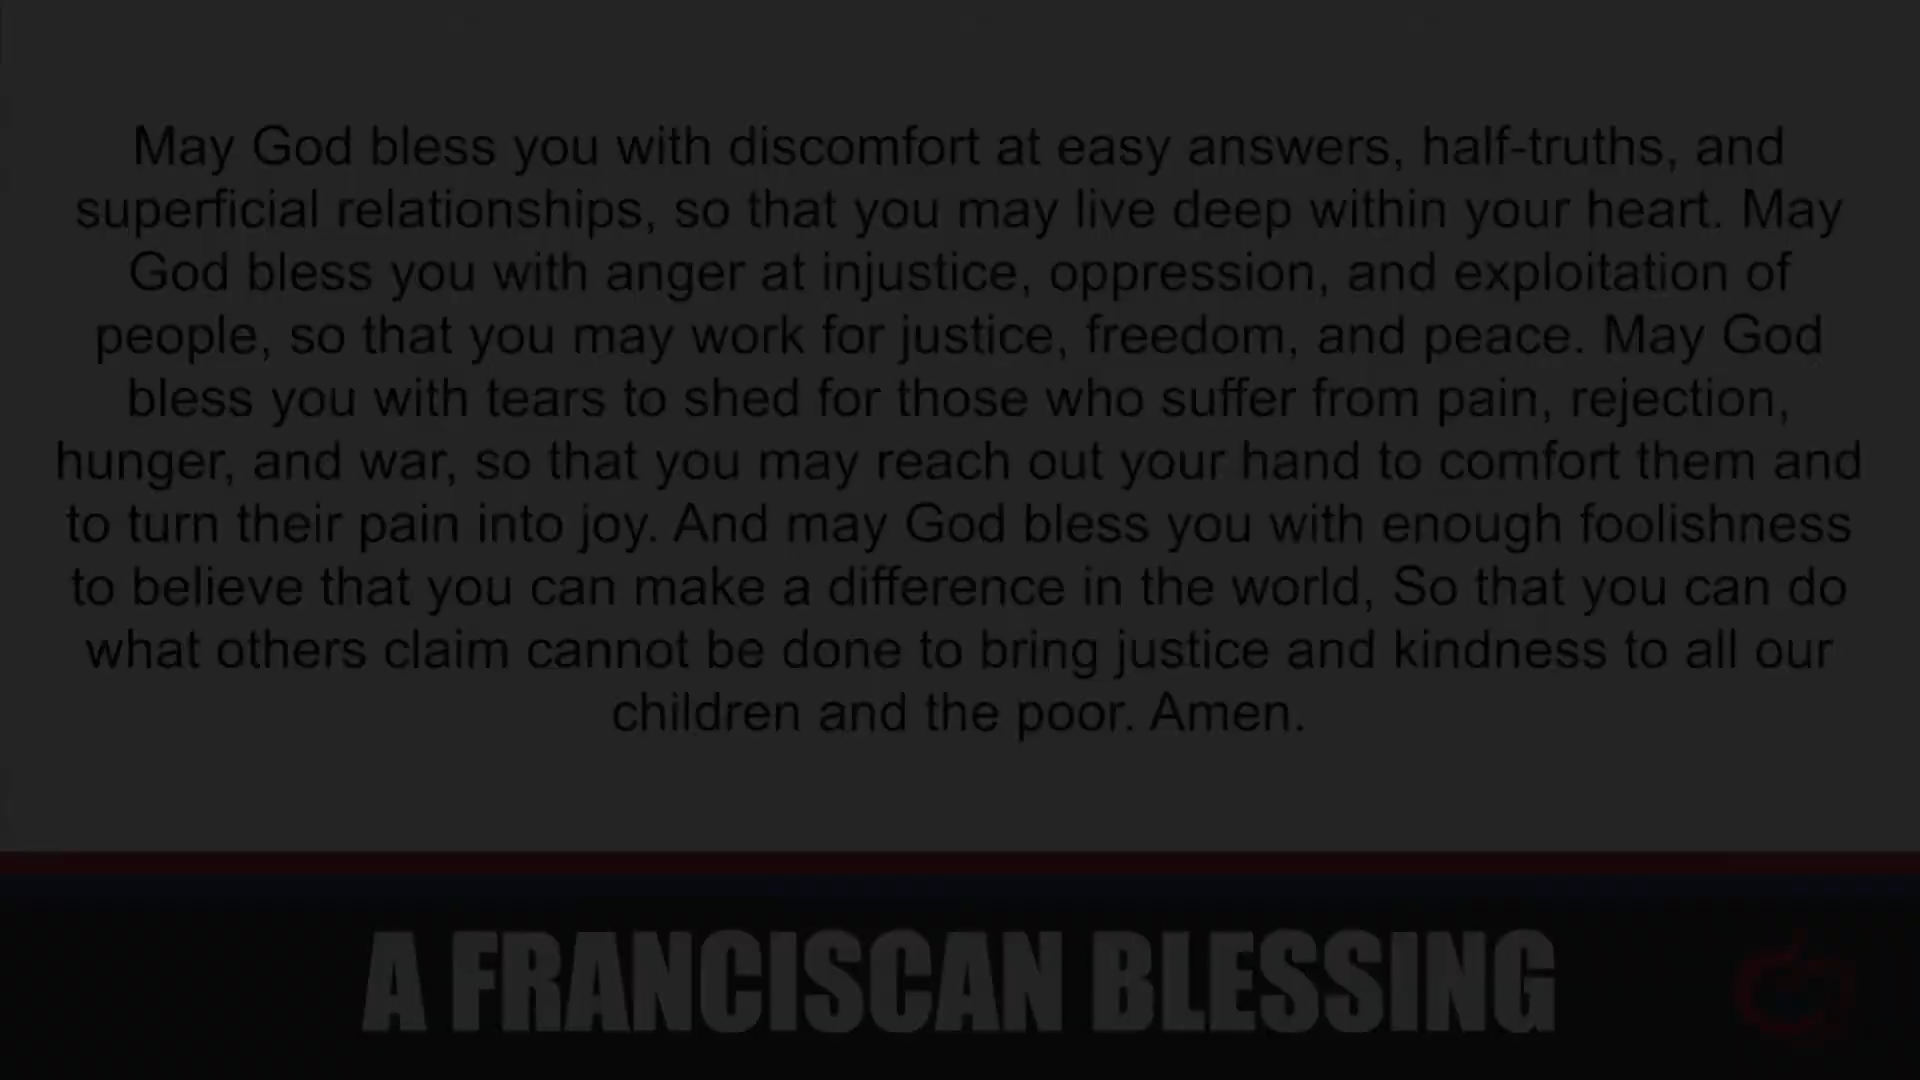 May God bless you with discomfort at easy answers, half-truths, and
superficial relationships, so that you may live deep within your heart. May
God bless you with anger at injustice, oppression, and exploitation of
people, so that you may work for justice, freedom, and peace. May God
bless you with tears to shed for those who suffer from pain, rejection,
hunger, and war, so that you may reach out your hand to comfort them and
to turn their pain into joy. And may God bless you with enough foolishness
to believe that you can make a difference in the world, So that you can do
what others claim cannot be done to bring justice and kindness to all our
children and the poor. Amen.
A FRANCISCAN BLESSING